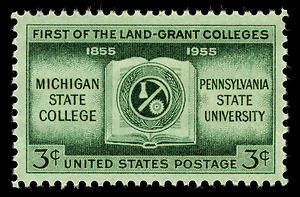 FIRST OF THE LAND-GRANT COLLEGES
1855 1955
MICHIGAN
STATE
COLLEGE
PENNSYLVANIA
STATE
UNIVERSITY
3¢ UNITED STATES POSTAGE 3¢